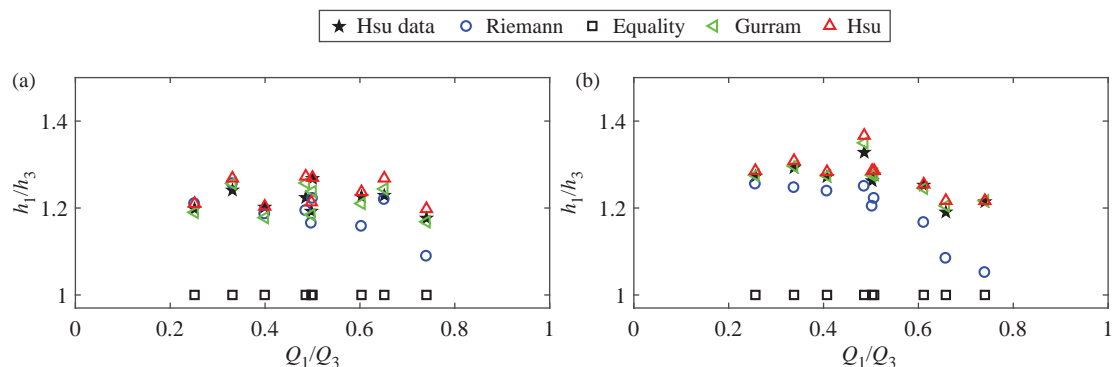 Hsu data Riemann Equality Gurram Hsu
(a)
1.4
1.2
1
h1/h3
0 0.2 0.4 0.6 0.8 1
Q1/Q3
(b)
1.4
1.2
1
h1/h3
0 0.2 0.4 0.6 0.8 1
Q1/Q3